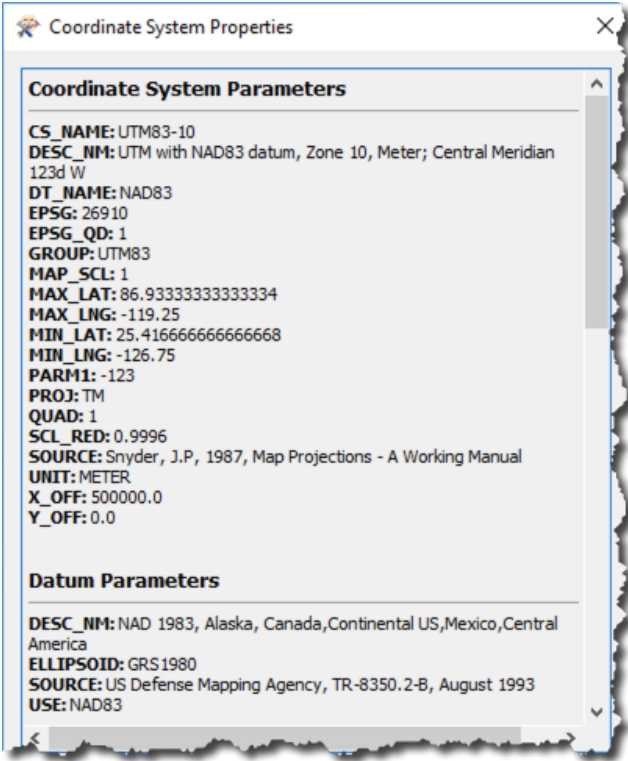 Coordinate System Properties
Coordinate System Parameters
CS_NAME: UTM83-10
DESC_NM: UTM with NAD83 datum, Zone 10, Meter; Central Meridian
123d W
DT_NAME: NAD83
EPSG: 26910
EPSG_QD: 1
GROUP: UTM83
MAP_SCL: 1
MAX_LAT: 86.93333333333334
MAX_LNG: -119.25
MIN_LAT: 25.416666666666668
MIN_LNG: -126.75
PARM1: -123
PROJ: TM
QUAD: 1
SCL_RED: 0.9996
SOURCE: Snyder, J.P, 1987, Map Projections - A Working Manual
UNIT: METER
X_OFF: 500000.0
Y_OFF: 0.0
Datum Parameters
DESC_NM: NAD 1983, Alaska, Canada,Continental US,Mexico,Central
America
ELLIPSOID: GRS1980
SOURCE: US Defense Mapping Agency, TR-8350.2-B, August 1993
USE: NAD83